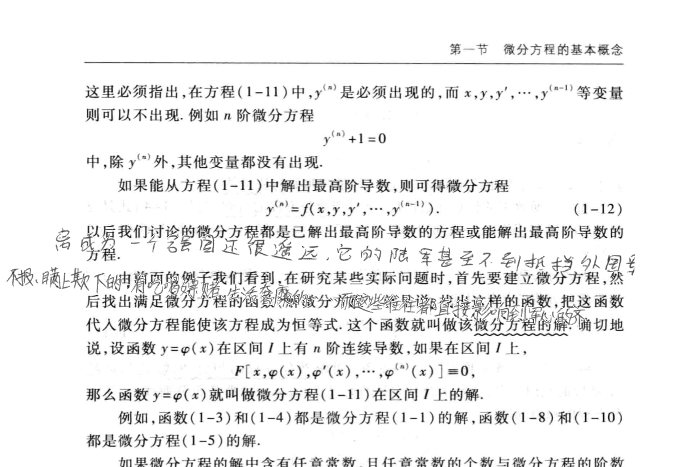 第一节 微分方程的基本概念
这里必须指出,在方程(1-11)中,y⁽ⁿ⁾是必须出现的,而 x,y,y′,⋯,y⁽ⁿ⁻¹⁾等变量
则可以不出现. 例如 n 阶微分方程
y⁽ⁿ⁾+1=0
中,除 y⁽ⁿ⁾外,其他变量都没有出现.
如果能从方程(1-11)中解出最高阶导数,则可得微分方程
y⁽ⁿ⁾=f(x,y,y′,⋯,y⁽ⁿ⁻¹⁾). (1-12)
以后我们讨论的微分方程都是已解出最高阶导数的方程或能解出最高阶导数的
成为一个强国还很遥远,它的陆军甚至不到抵挡外国
方程.
不报、瞒上欺下的
由前面的例子我们看到,在研究某些实际问题时,首先要建立微分方程,然
后找出满足微分方程的函数(解微分方程),就是说,找出这样的函数,把这函数
代入微分方程能使该方程成为恒等式. 这个函数就叫做该微分方程的解. 确切地
说,设函数 y=φ(x)在区间 I 上有 n 阶连续导数,如果在区间 I 上,
F[x,φ(x),φ′(x),⋯,φ⁽ⁿ⁾(x)]≡0,
那么函数 y=φ(x)就叫做微分方程(1-11)在区间 I 上的解.
例如,函数(1-3)和(1-4)都是微分方程(1-1)的解,函数(1-8)和(1-10)
都是微分方程(1-5)的解.
如果微分方程的解中含有任意常数,且任意常数的个数与微分方程的阶数